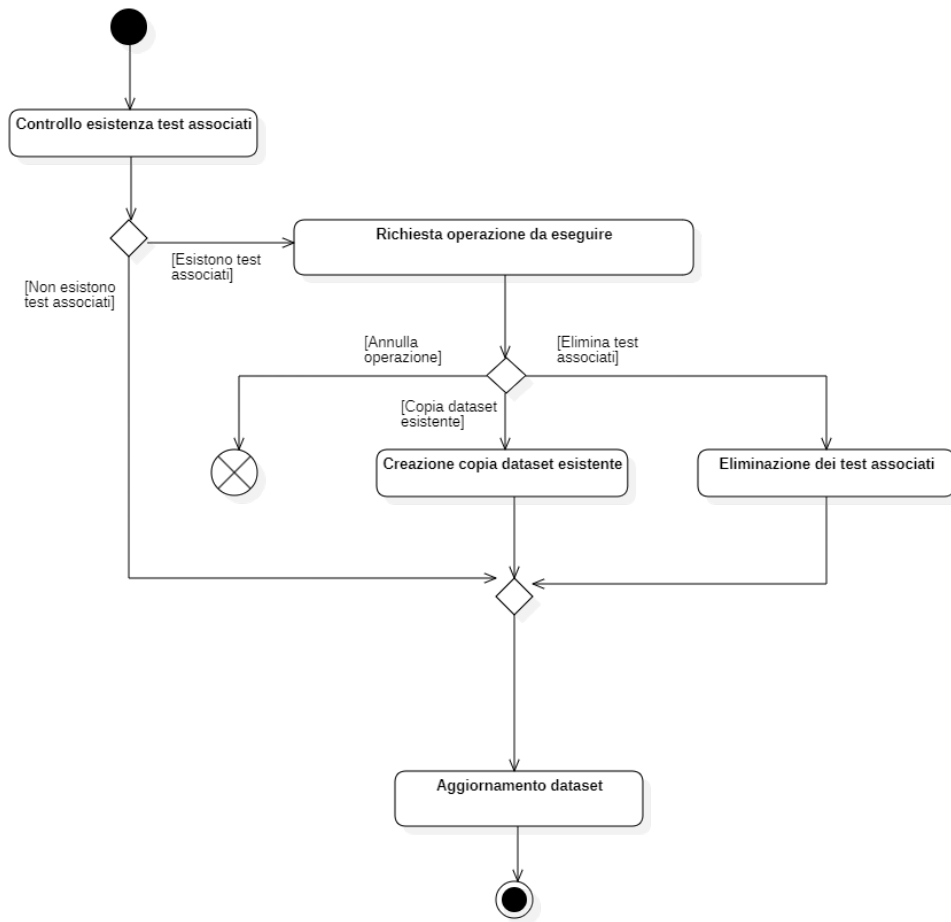 Controllo esistenza test associati
Richiesta operazione da eseguire
[Esistono test
associati]
[Non esistono
test associati]
[Annulla
operazione]
[Elimina test
associati]
[Copia dataset
esistente]
Creazione copia dataset esistente
Eliminazione dei test associati
Aggiornamento dataset